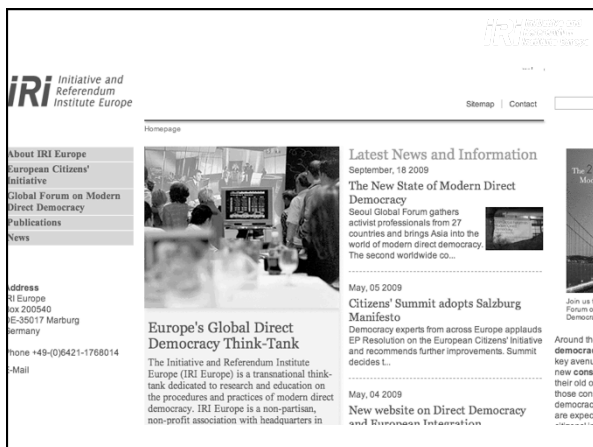 iRi Initiative and
Referendum
Institute Europe
Sitemap | Contact
Homepage
About IRI Europe
European Citizens'
Initiative
Global Forum on Modern
Direct Democracy
Publications
News
Address
RI Europe
Box 200540
DE-35017 Marburg
Germany
Phone +49-(0)6421-1768014
E-Mail
Europe's Global Direct
Democracy Think-Tank
The Initiative and Referendum Institute
Europe (IRI Europe) is a transnational think-
tank dedicated to research and education on
the procedures and practices of modern direct
democracy. IRI Europe is a non-partisan,
non-profit association with headquarters in
Latest News and Information
September, 18 2009
The New State of Modern Direct
Democracy
Seoul Global Forum gathers
activist professionals from 27
countries and brings Asia into the
world of modern direct democracy.
The second worldwide co...
May, 05 2009
Citizens' Summit adopts Salzburg
Manifesto
Democracy experts from across Europe applauds
EP Resolution on the European Citizens' Initiative
and recommends further improvements. Summit
decides t...
May, 04 2009
New website on Direct Democracy
and European Integration
The
Join us
Forum o
Democra
Around th
democra
key avenu
new cons
their old o
those con
democrac
are expec